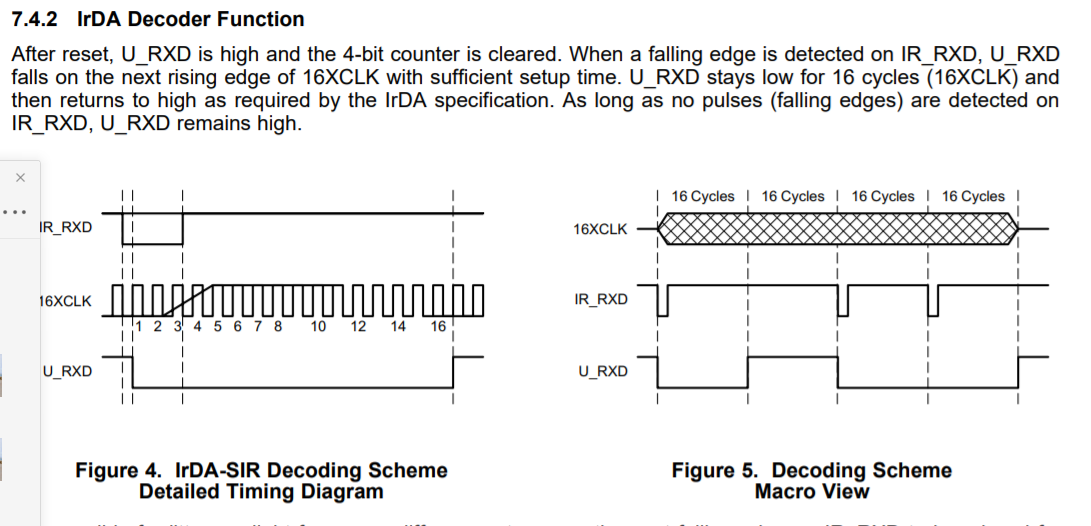 7.4.2 IrDA Decoder Function
After reset, U_RXD is high and the 4-bit counter is cleared. When a falling edge is detected on IR_RXD, U_RXD
falls on the next rising edge of 16XCLK with sufficient setup time. U_RXD stays low for 16 cycles (16XCLK) and
then returns to high as required by the IrDA specification. As long as no pulses (falling edges) are detected on
IR_RXD, U_RXD remains high.
IR_RXD
16XCLK
1 2 3 4 5 6 7 8 10 12 14 16
U_RXD
Figure 4. IrDA-SIR Decoding Scheme
Detailed Timing Diagram
16 Cycles 16 Cycles 16 Cycles 16 Cycles
16XCLK
IR_RXD
U_RXD
Figure 5. Decoding Scheme
Macro View